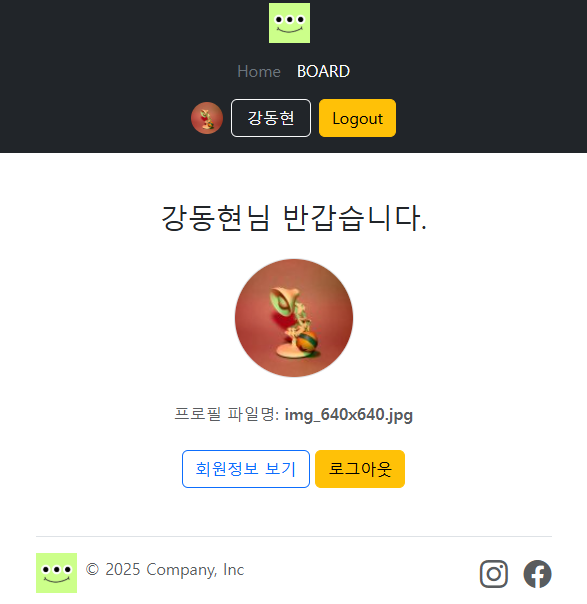 Home BOARD
강동현 Logout
강동현님 반갑습니다.
프로필 파일명: img_640x640.jpg
회원정보 보기 로그아웃
© 2025 Company, Inc